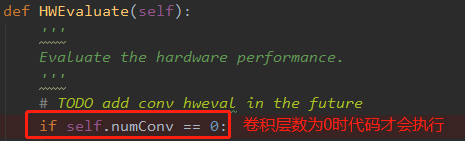 def HWEvaluate(self):
'''
Evaluate the hardware performance.
'''
# TODO add conv hweval in the future
if self.numConv == 0: 卷积层数为0时代码才会执行